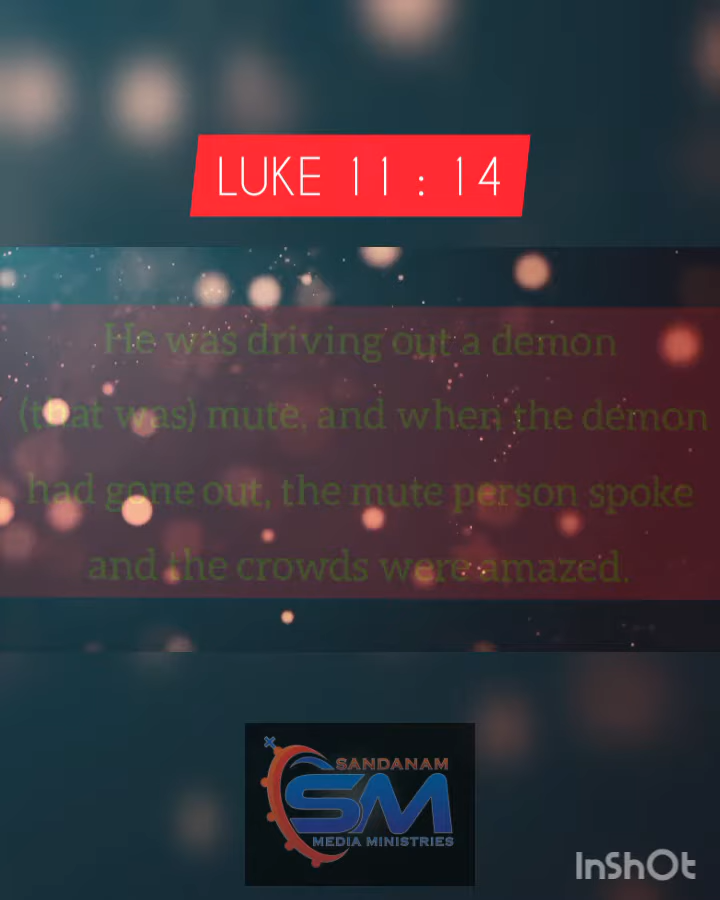 LUKE 11 : 14
He was driving out a demon
(that was) mute, and when the demon
had gone out, the mute person spoke
and the crowds were amazed.
SANDANAM
SM
MEDIA MINISTRIES
InShOt